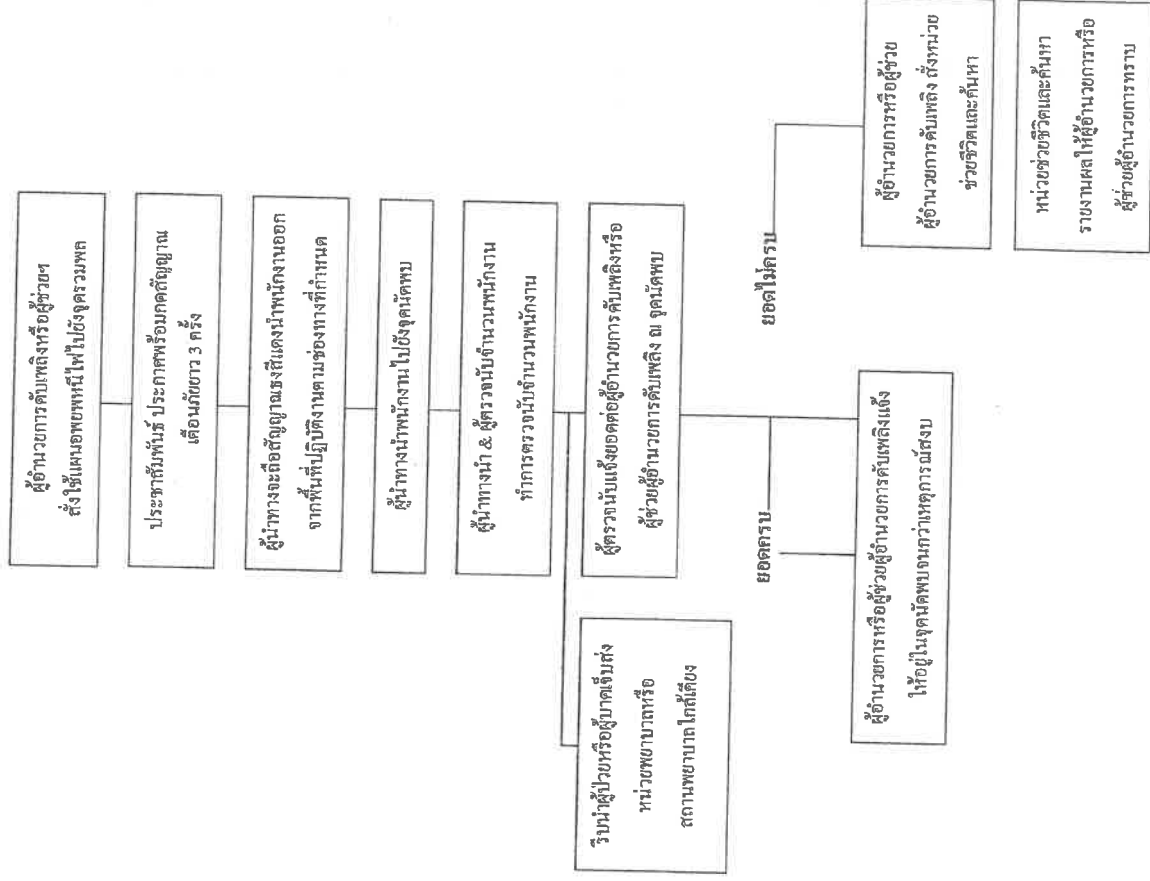 ผู้อำนวยการดับเพลิงหรือผู้ช่วยฯ
สั่งใช้แผนอพยพหนีไฟไปยังจุดรวมพล
ประชาสัมพันธ์ ประกาศพร้อมกดสัญญาณ
เตือนภัยยาว 3 ครั้ง
ผู้นำทางจะถือสัญญาณธงสีแดงนำพนักงานออก
จากพื้นที่ปฏิบัติงานตามช่องทางที่กำหนด
ผู้นำทางนำพนักงานไปยังจุดนัดพบ
ผู้นำทางนำ & ผู้ตรวจนับจำนวนพนักงาน
ทำการตรวจนับจำนวนพนักงาน
รีบนำผู้ป่วยหรือผู้บาดเจ็บส่ง
หน่วยพยาบาลหรือ
สถานพยาบาลใกล้เคียง
ผู้ตรวจนับแจ้งยอดต่อผู้อำนวยการดับเพลิงหรือ
ผู้ช่วยผู้อำนวยการดับเพลิง ณ จุดนัดพบ
ยอดครบ
ยอดไม่ครบ
ผู้อำนวยการหรือผู้ช่วยผู้อำนวยการดับเพลิงแจ้ง
ให้อยู่ในจุดนัดพบจนกว่าเหตุการณ์สงบ
ผู้อำนวยการหรือผู้ช่วย
ผู้อำนวยการดับเพลิง สั่งหน่วย
ช่วยชีวิตและค้นหา
หน่วยช่วยชีวิตและค้นหา
รายงานผลให้ผู้อำนวยการหรือ
ผู้ช่วยผู้อำนวยการทราบ